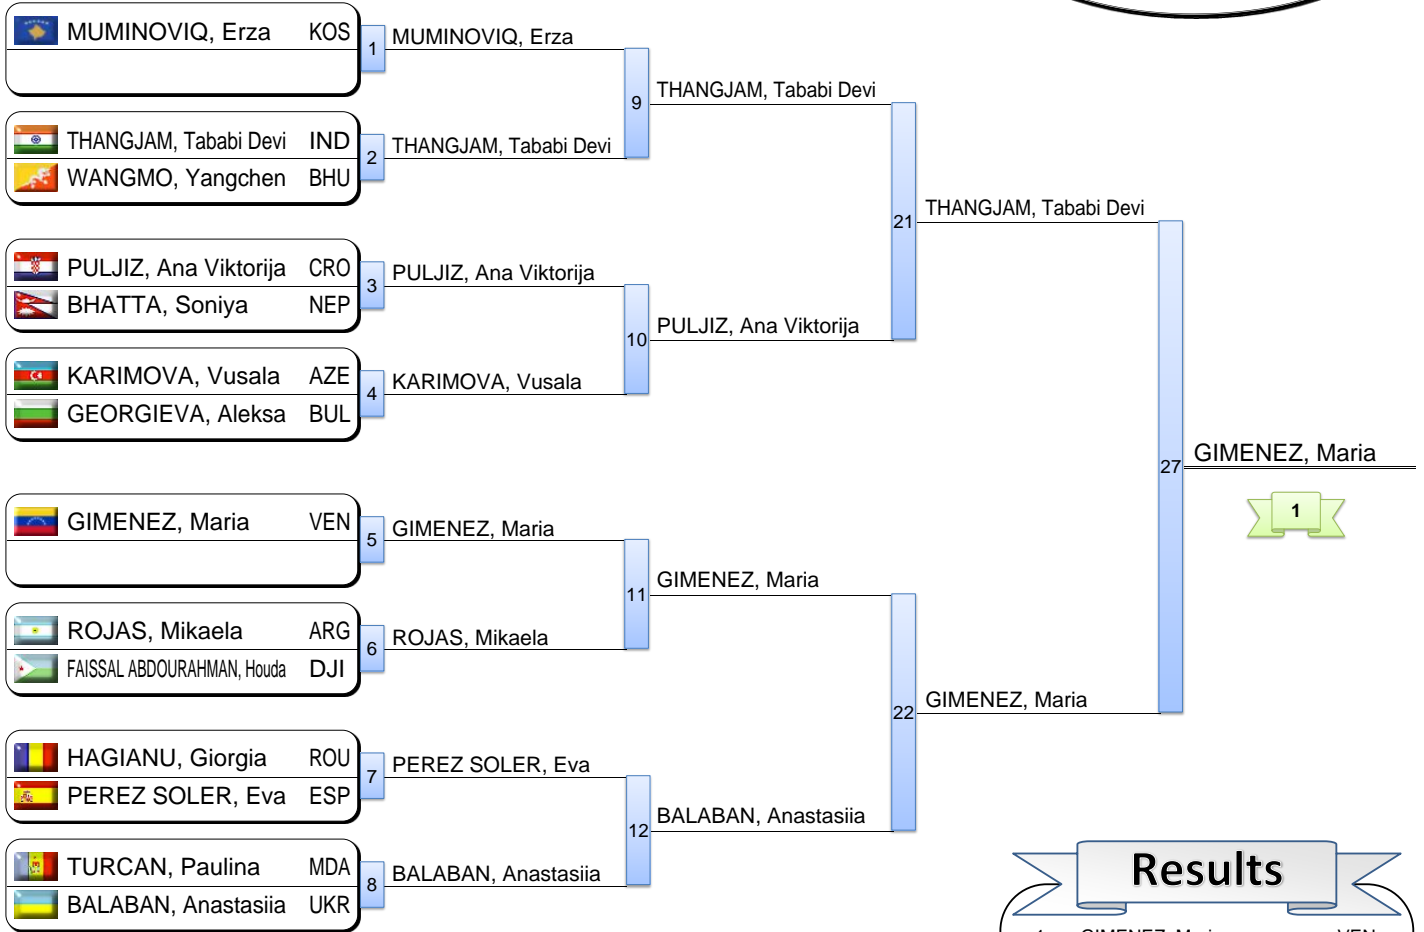 MUMINOVIQ, Erza KOS
1
MUMINOVIQ, Erza
THANGJAM, Tababi Devi IND
WANGMO, Yangchen BHU
2
THANGJAM, Tababi Devi
9
THANGJAM, Tababi Devi
PULJIZ, Ana Viktorija CRO
BHATTA, Soniya NEP
3
PULJIZ, Ana Viktorija
KARIMOVA, Vusala AZE
GEORGIEVA, Aleksa BUL
4
KARIMOVA, Vusala
10
PULJIZ, Ana Viktorija
21
THANGJAM, Tababi Devi
GIMENEZ, Maria VEN
5
GIMENEZ, Maria
ROJAS, Mikaela ARG
FAISSAL ABDOURAHMAN, Houda DJI
6
ROJAS, Mikaela
11
GIMENEZ, Maria
HAGIANU, Giorgia ROU
PEREZ SOLER, Eva ESP
7
PEREZ SOLER, Eva
TURCAN, Paulina MDA
BALABAN, Anastasiia UKR
8
BALABAN, Anastasiia
12
BALABAN, Anastasiia
22
GIMENEZ, Maria
27
GIMENEZ, Maria
1
Results
GIMENEZ, Maria VEN